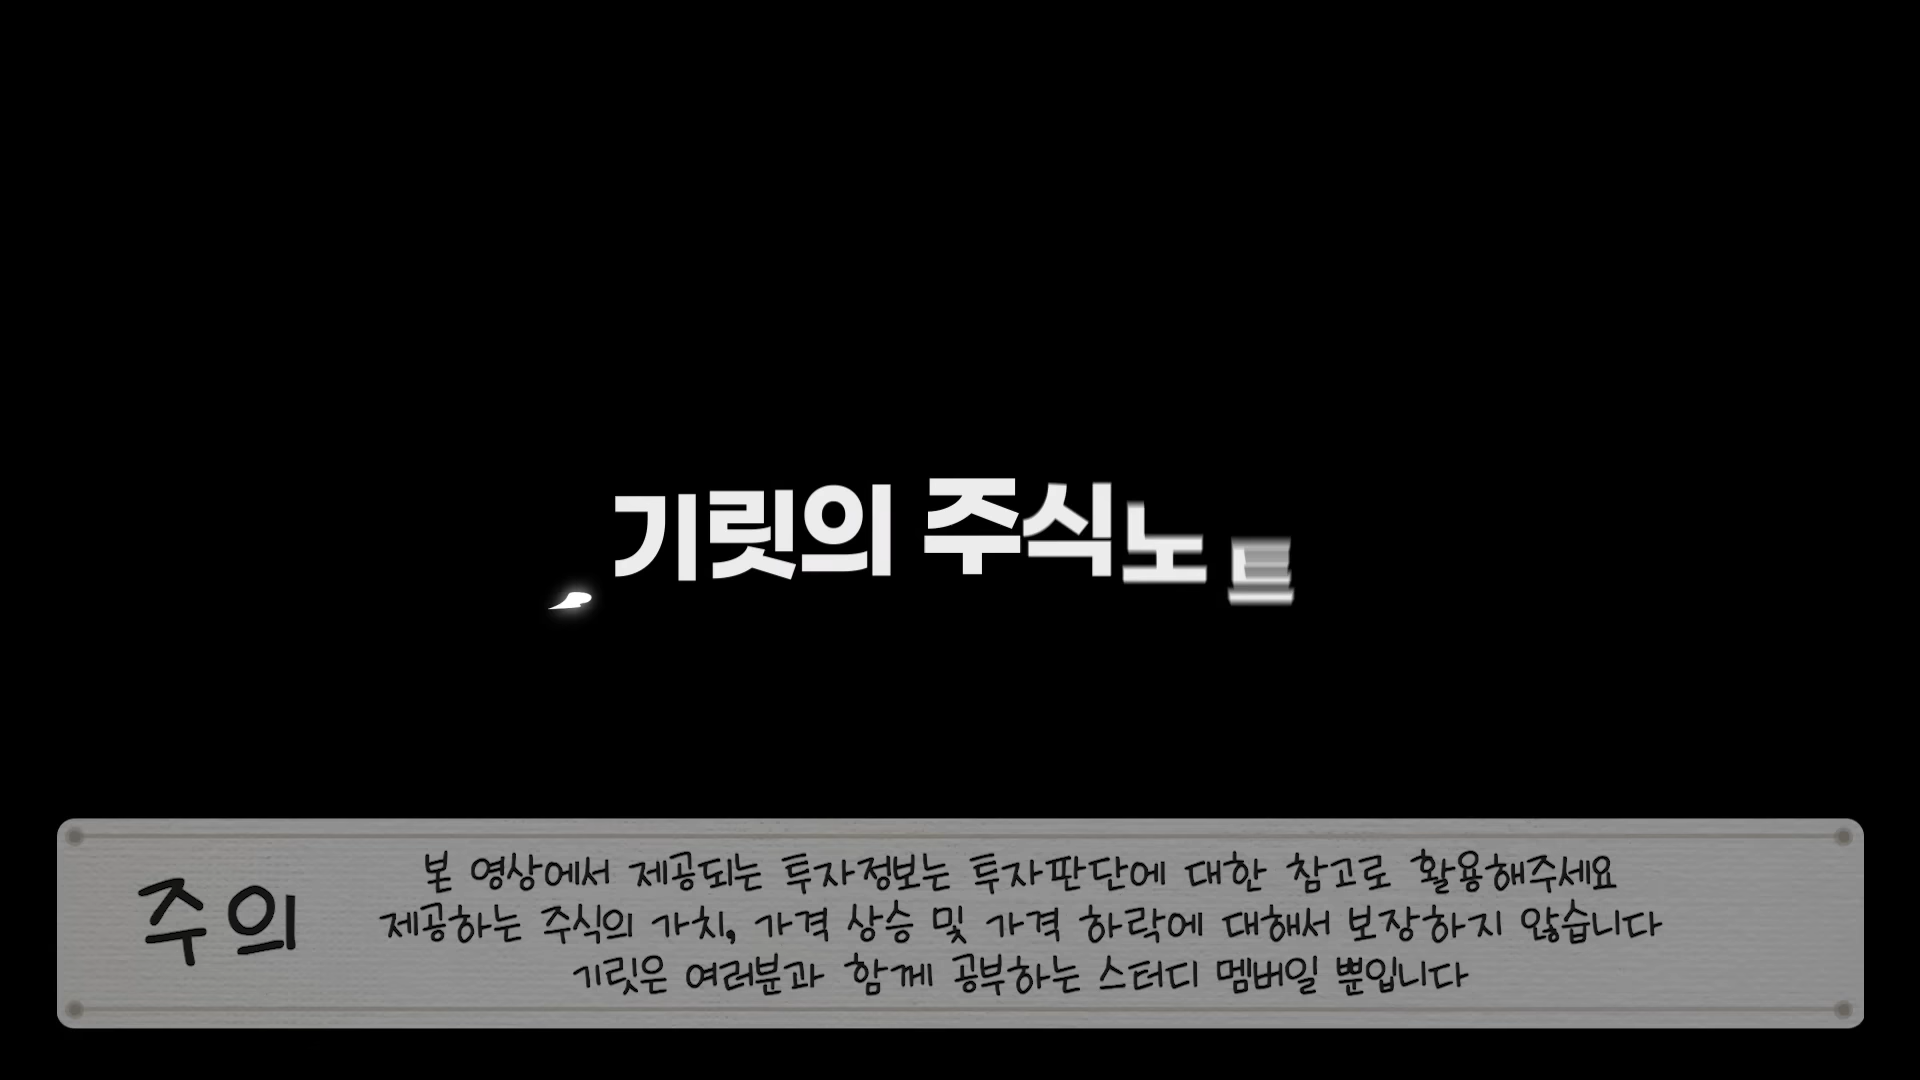 기릿의 주식노트
주의
본 영상에서 제공되는 투자정보는 투자판단에 대한 참고로 활용해주세요
제공하는 주식의 가치, 가격 상승 및 가격 하락에 대해서 보장하지 않습니다
기릿은 여러분과 함께 공부하는 스터디 멤버일 뿐입니다